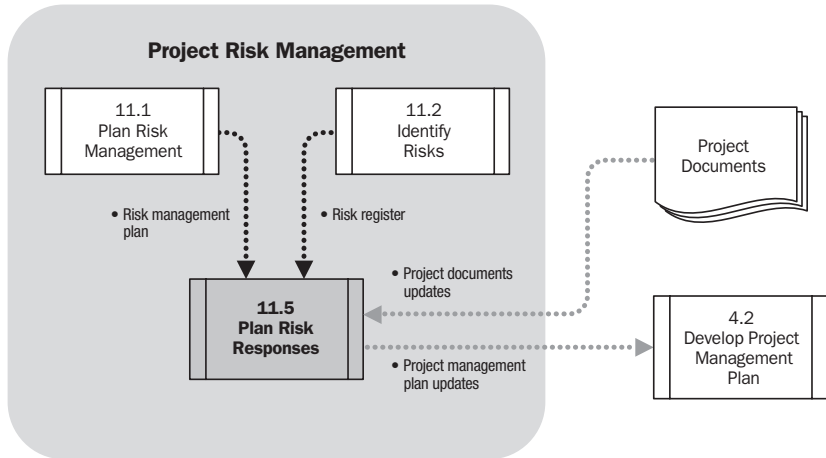 Project Risk Management
11.1
Plan Risk
Management
11.2
Identify
Risks
Project
Documents
• Risk management
plan
• Risk register
• Project documents
updates
11.5
Plan Risk
Responses
4.2
Develop Project
Management
Plan
• Project management
plan updates